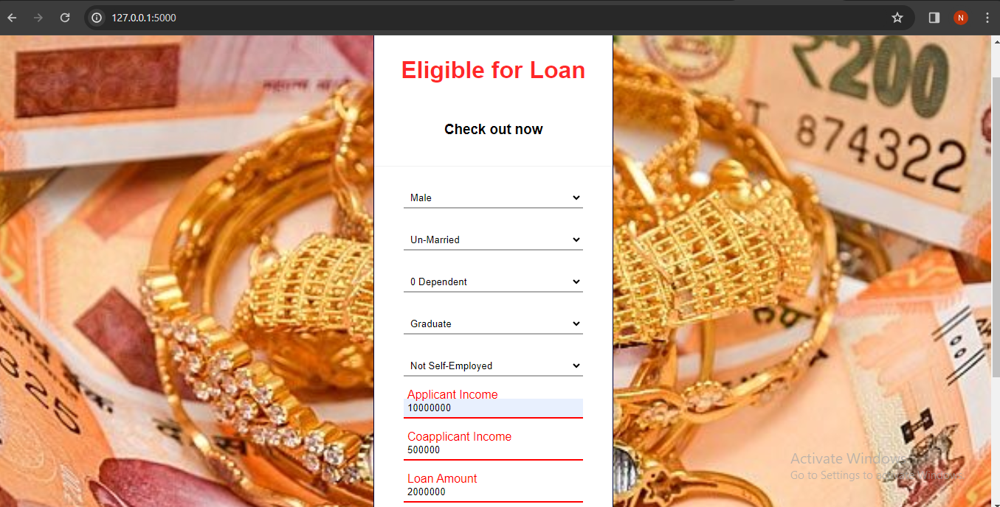 127.0.0.1:5000
N
Eligible for Loan
₹200
874322
Check out now
Male
Un-Married
0 Dependent
Graduate
Not Self-Employed
Applicant Income
10000000
Coapplicant Income
500000
Loan Amount
2000000
325
Activate Windows
Go to Settings to activate Windows.